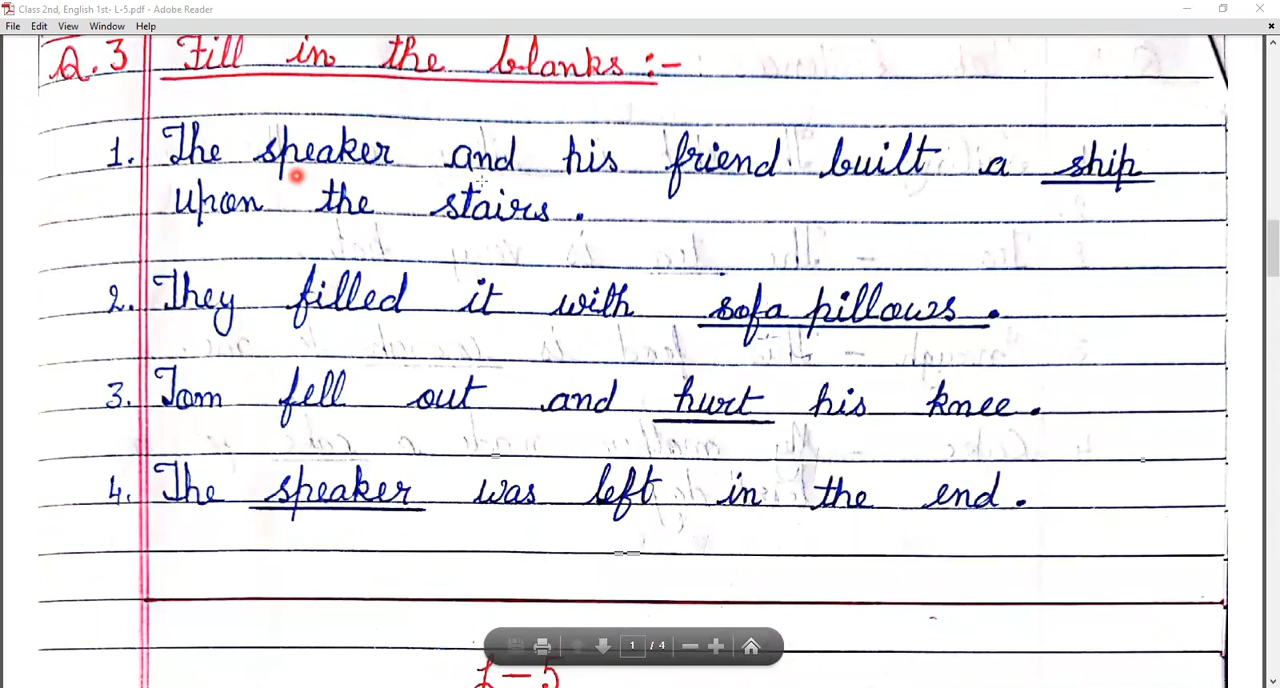 Class 2nd, English 1st- L-5.pdf - Adobe Reader
File Edit View Window Help
Q.3 Fill in the blanks :-
1. The speaker and his friend built a ship
upon the stairs.
2. They filled it with sofa pillows.
3. Tom fell out and hurt his knee.
4. The speaker was left in the end.
1 / 4
L-5